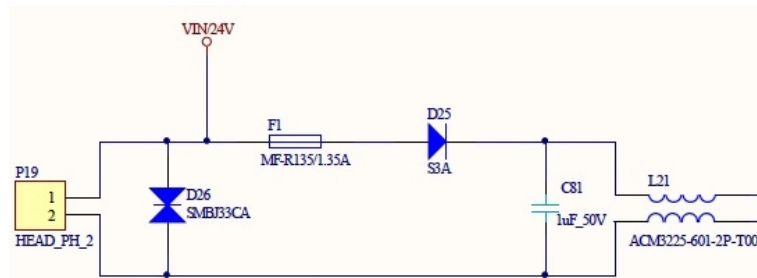 VIN/24V
F1
MF-R135/1.35A
D25
S3A
P19
1
2
HEAD_PH_2
D26
SMBJ33CA
C81
1uF_50V
L21
ACM3225-601-2P-T00